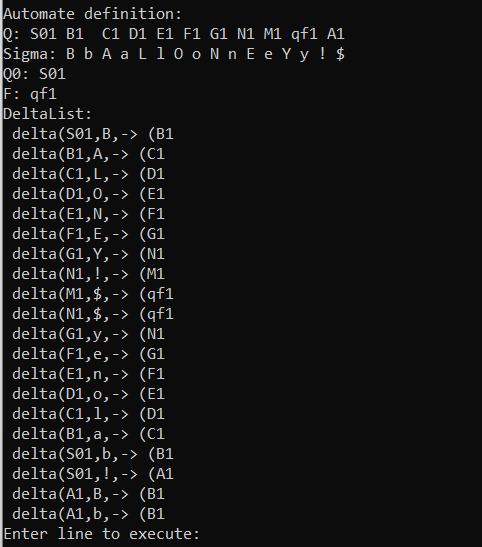 Automate definition:
Q: S01 B1  C1 D1 E1 F1 G1 N1 M1 qf1 A1
Sigma: B b A a L l O o N n E e Y y ! $
Q0: S01
F: qf1
DeltaList:
 delta(S01,B,-> (B1
 delta(B1,A,-> (C1
 delta(C1,L,-> (D1
 delta(D1,O,-> (E1
 delta(E1,N,-> (F1
 delta(F1,E,-> (G1
 delta(G1,Y,-> (N1
 delta(N1,!,-> (M1
 delta(M1,$,-> (qf1
 delta(N1,$,-> (qf1
 delta(G1,y,-> (N1
 delta(F1,e,-> (G1
 delta(E1,n,-> (F1
 delta(D1,o,-> (E1
 delta(C1,l,-> (D1
 delta(B1,a,-> (C1
 delta(S01,b,-> (B1
 delta(S01,!,-> (A1
 delta(A1,B,-> (B1
 delta(A1,b,-> (B1
Enter line to execute: